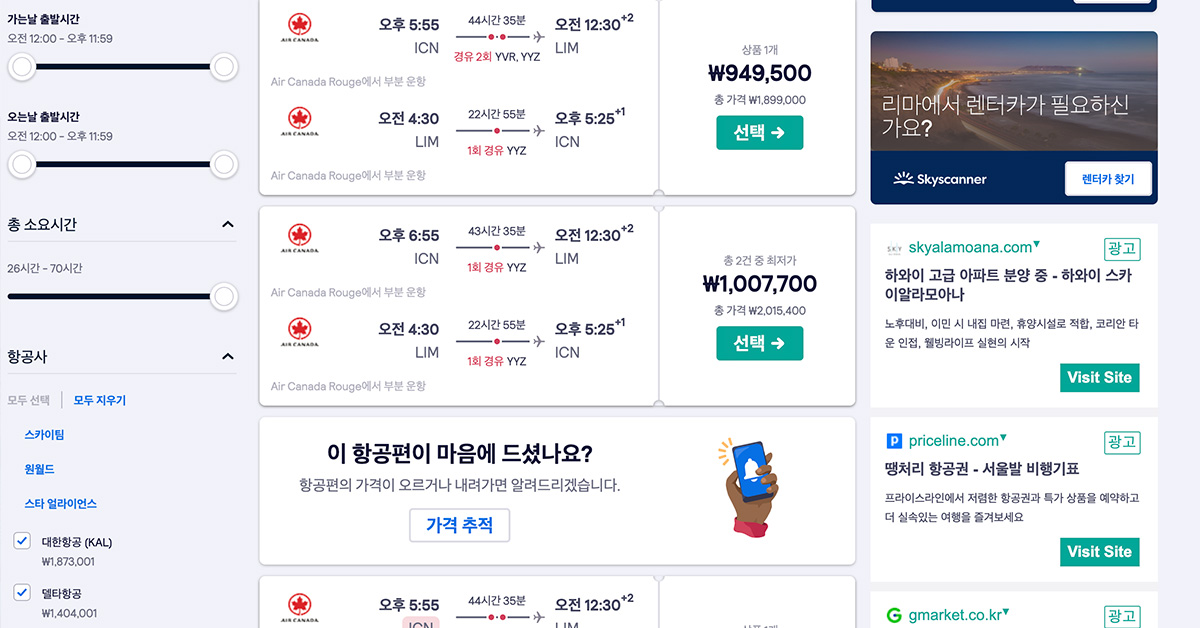 가는날 출발시간
오전 12:00 - 오후 11:59
오는날 출발시간
오전 12:00 - 오후 11:59
총 소요시간
26시간 - 70시간
항공사
모두 선택 모두 지우기
스카이팀
원월드
스타 얼라이언스
대한항공 (KAL)
₩1,873,001
델타항공
₩1,404,001
AIR CANADA
오후 5:55
ICN
44시간 35분
경유 2회 YVR, YYZ
오전 12:30+2
LIM
Air Canada Rouge에서 부분 운항
AIR CANADA
오전 4:30
LIM
22시간 55분
1회 경유 YYZ
오후 5:25+1
ICN
Air Canada Rouge에서 부분 운항
상품 1개
₩949,500
총 가격 ₩1,899,000
선택 →
AIR CANADA
오후 6:55
ICN
43시간 35분
1회 경유 YYZ
오전 12:30+2
LIM
Air Canada Rouge에서 부분 운항
AIR CANADA
오전 4:30
LIM
22시간 55분
1회 경유 YYZ
오후 5:25+1
ICN
Air Canada Rouge에서 부분 운항
총 2건 중 최저가
₩1,007,700
총 가격 ₩2,015,400
선택 →
이 항공편이 마음에 드셨나요?
항공편의 가격이 오르거나 내려가면 알려드리겠습니다.
가격 추적
AIR CANADA
오후 5:55
ICN
44시간 35분
오전 12:30+2
LIM
상품 1개
리마에서 렌터카가 필요하신
가요?
Skyscanner
렌터카 찾기
SKY
skyalamoana.com
광고
하와이 고급 아파트 분양 중 - 하와이 스카
이알라모아나
노후대비, 이민 시 내집 마련, 휴양시설로 적합, 코리안 타
운 인접, 웰빙라이프 실현의 시작
Visit Site
P priceline.com
광고
땡처리 항공권 - 서울발 비행기표
프라이스라인에서 저렴한 항공권과 특가 상품을 예약하고
더 실속있는 여행을 즐겨보세요
Visit Site
G gmarket.co.kr
광고